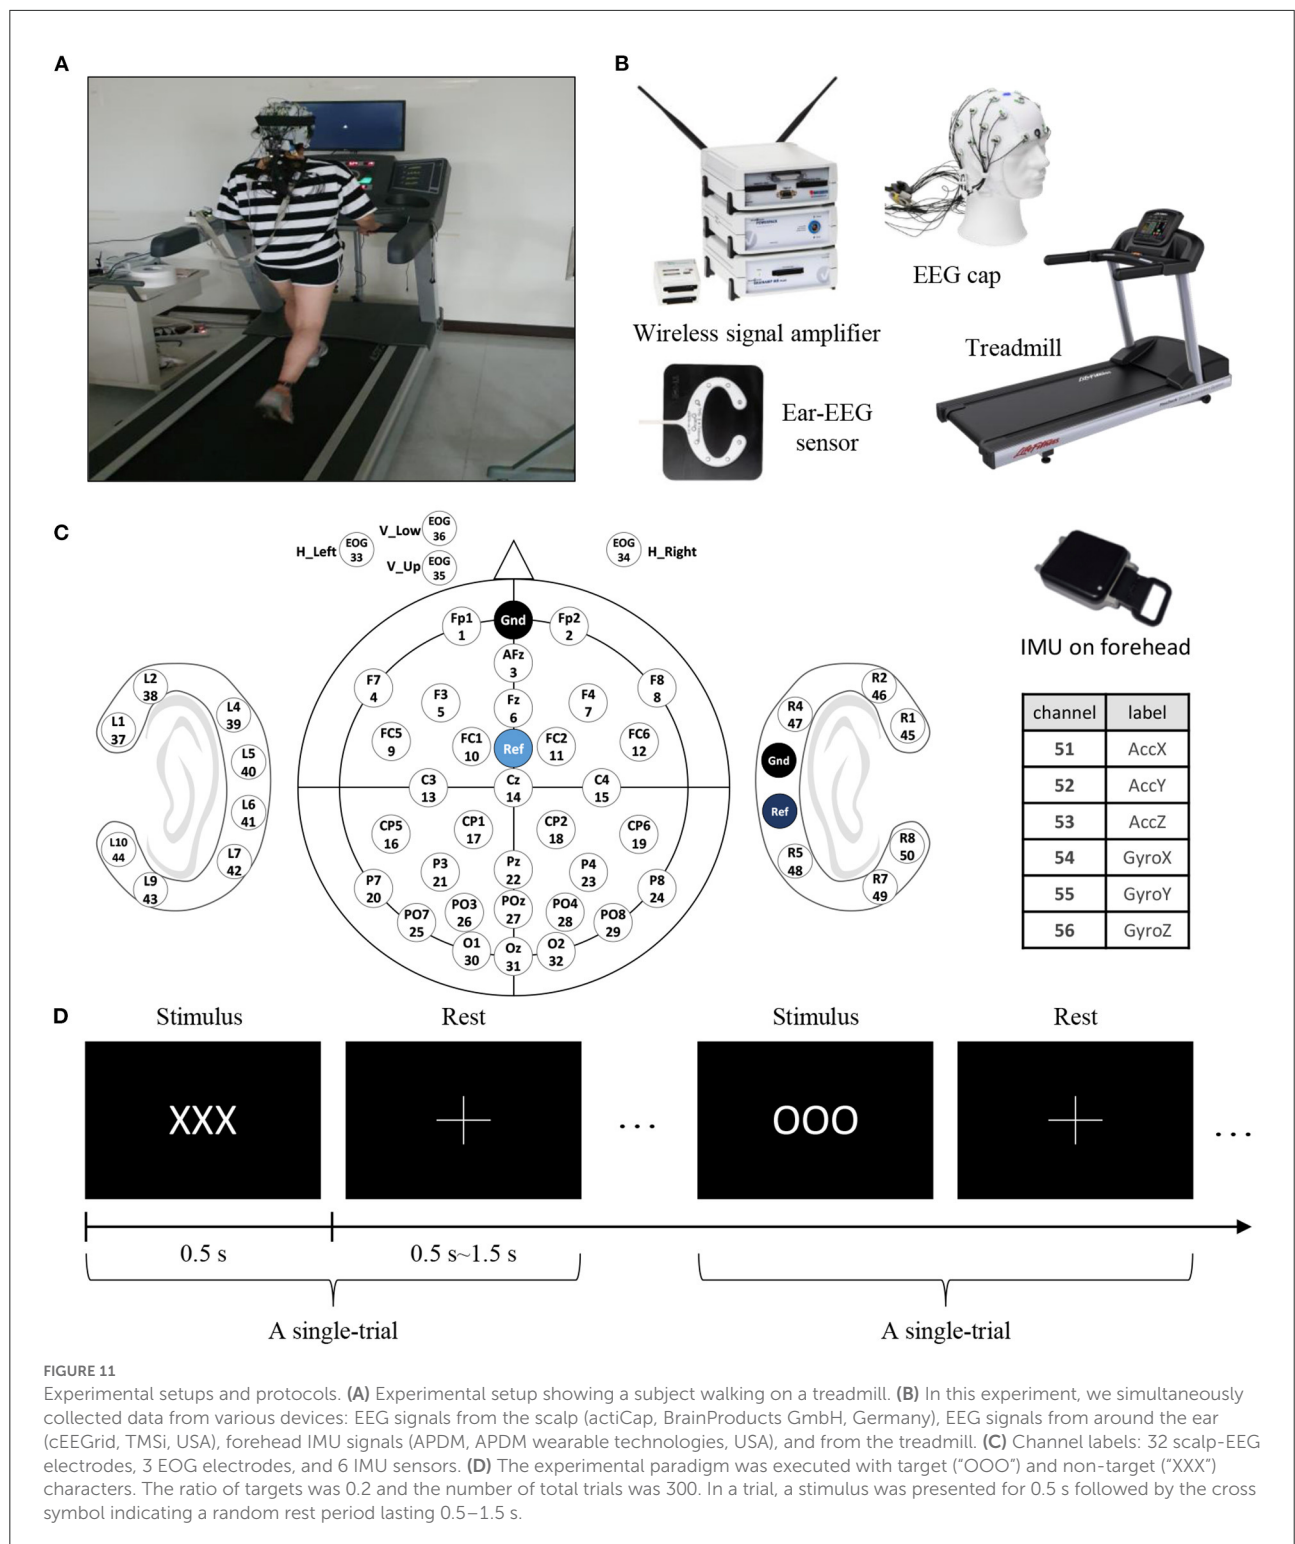 A
B
Wireless signal amplifier
EEG cap
Treadmill
Ear-EEG
sensor
C
V_Low
EOG
36
H_Left
EOG
33
V_Up
EOG
35
EOG
34
H_Right
Fp1
1
Gnd
Fp2
2
AFz
3
F7
4
F3
5
Fz
6
F4
7
F8
8
FC5
9
FC1
10
Ref
FC2
11
FC6
12
C3
13
Cz
14
C4
15
CP5
16
CP1
17
CP2
18
CP6
19
P7
20
P3
21
Pz
22
P4
23
P8
24
PO7
25
PO3
26
POz
27
PO4
28
PO8
29
O1
30
Oz
31
O2
32
L2
38
L1
37
L4
39
L5
40
L6
41
L10
44
L7
42
L9
43
R2
46
R4
47
R1
45
Gnd
Ref
R5
48
R8
50
R7
49
IMU on forehead
channel label
51 AccX
52 AccY
53 AccZ
54 GyroX
55 GyroY
56 GyroZ
D
Stimulus Rest Stimulus Rest
XXX ... OOO ...
0.5 s 0.5 s~1.5 s
A single-trial A single-trial
FIGURE 11
Experimental setups and protocols. (A) Experimental setup showing a subject walking on a treadmill. (B) In this experiment, we simultaneously
collected data from various devices: EEG signals from the scalp (actiCap, BrainProducts GmbH, Germany), EEG signals from around the ear
(cEEGrid, TMSi, USA), forehead IMU signals (APDM, APDM wearable technologies, USA), and from the treadmill. (C) Channel labels: 32 scalp-EEG
electrodes, 3 EOG electrodes, and 6 IMU sensors. (D) The experimental paradigm was executed with target (“OOO”) and non-target (“XXX”)
characters. The ratio of targets was 0.2 and the number of total trials was 300. In a trial, a stimulus was presented for 0.5 s followed by the cross
symbol indicating a random rest period lasting 0.5–1.5 s.